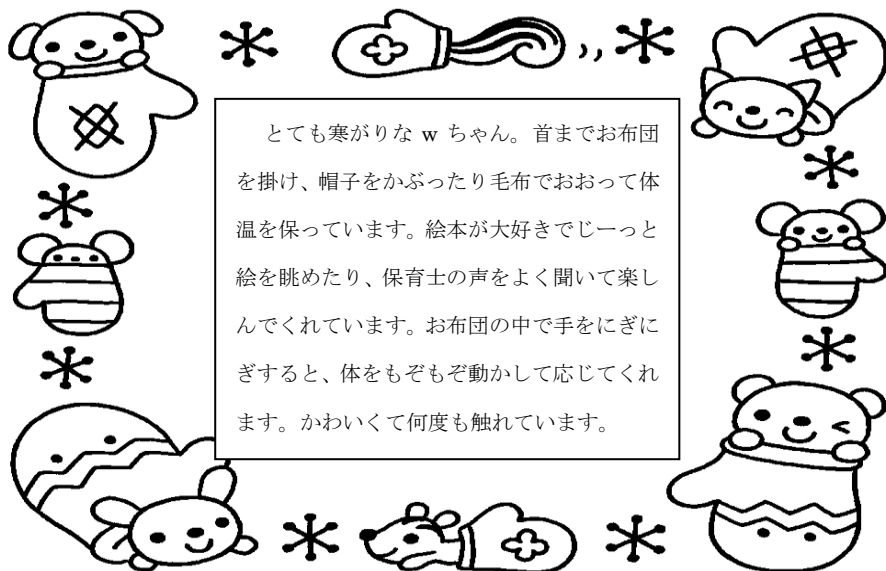 とても寒がりな w ちゃん。首までお布団
を掛け、帽子をかぶったり毛布でおおって体
温を保っています。絵本が大好きでじーっと
絵を眺めたり、保育士の声をよく聞いて楽し
んでくれています。お布団の中で手をにぎに
ぎすると、体をもぞもぞ動かして応じてくれ
ます。かわいくて何度も触れています。